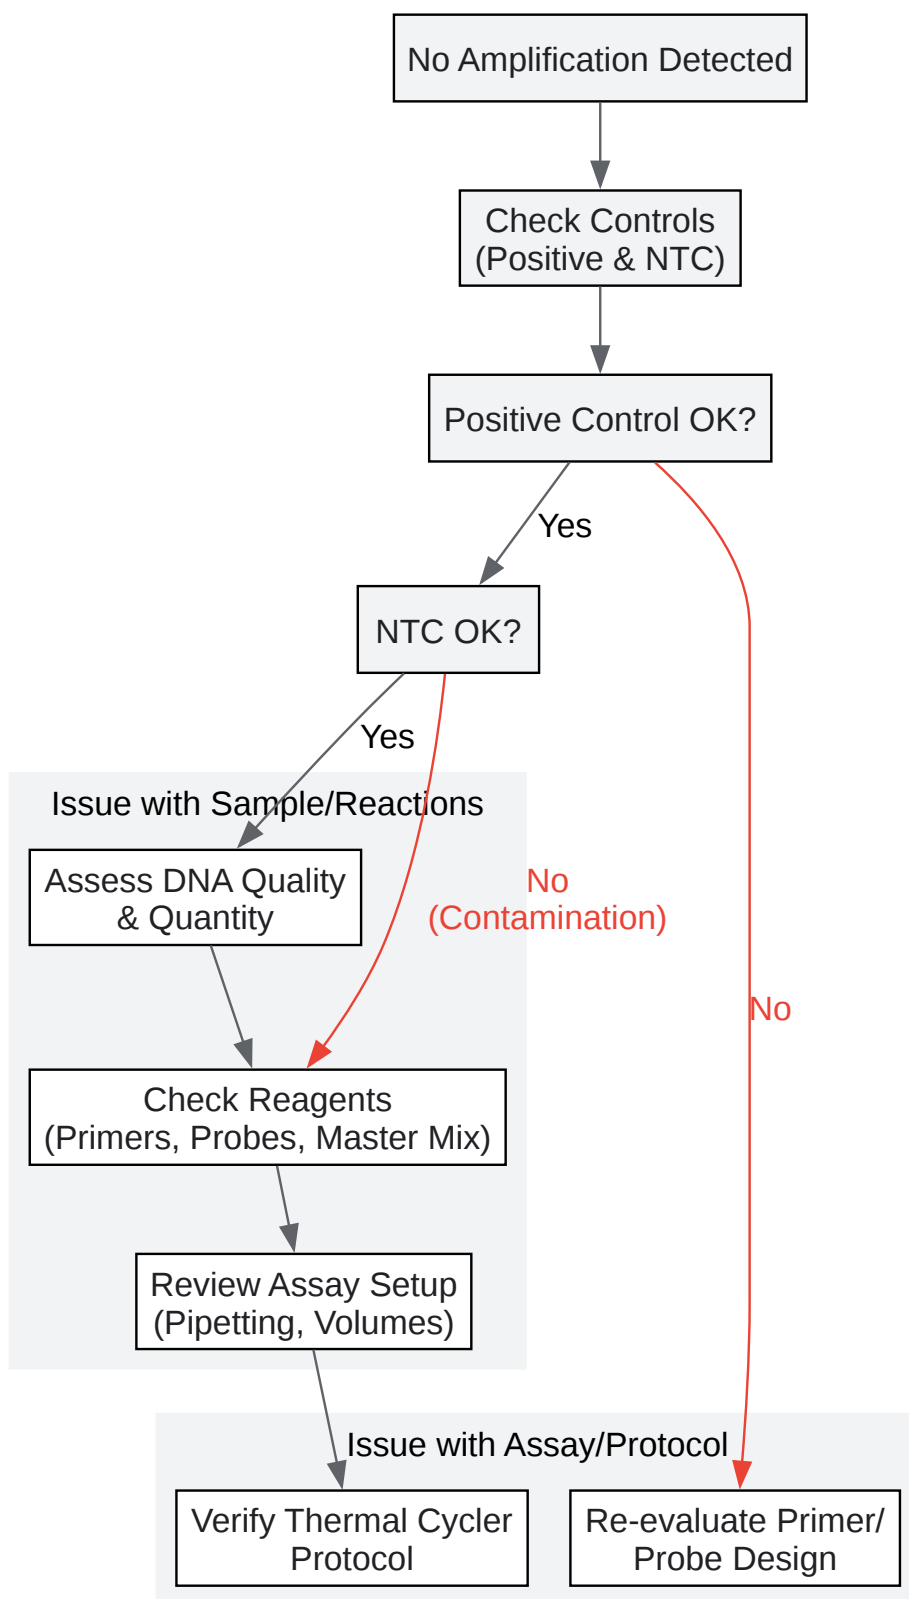 No Amplification Detected
Check Controls
(Positive & NTC)
Positive Control OK?
Yes
NTC OK?
Yes
Issue with Sample/Reactions
Assess DNA Quality
& Quantity
No
(Contamination)
No
Check Reagents
(Primers, Probes, Master Mix)
Review Assay Setup
(Pipetting, Volumes)
Issue with Assay/Protocol
Verify Thermal Cycler
Protocol
Re-evaluate Primer/
Probe Design